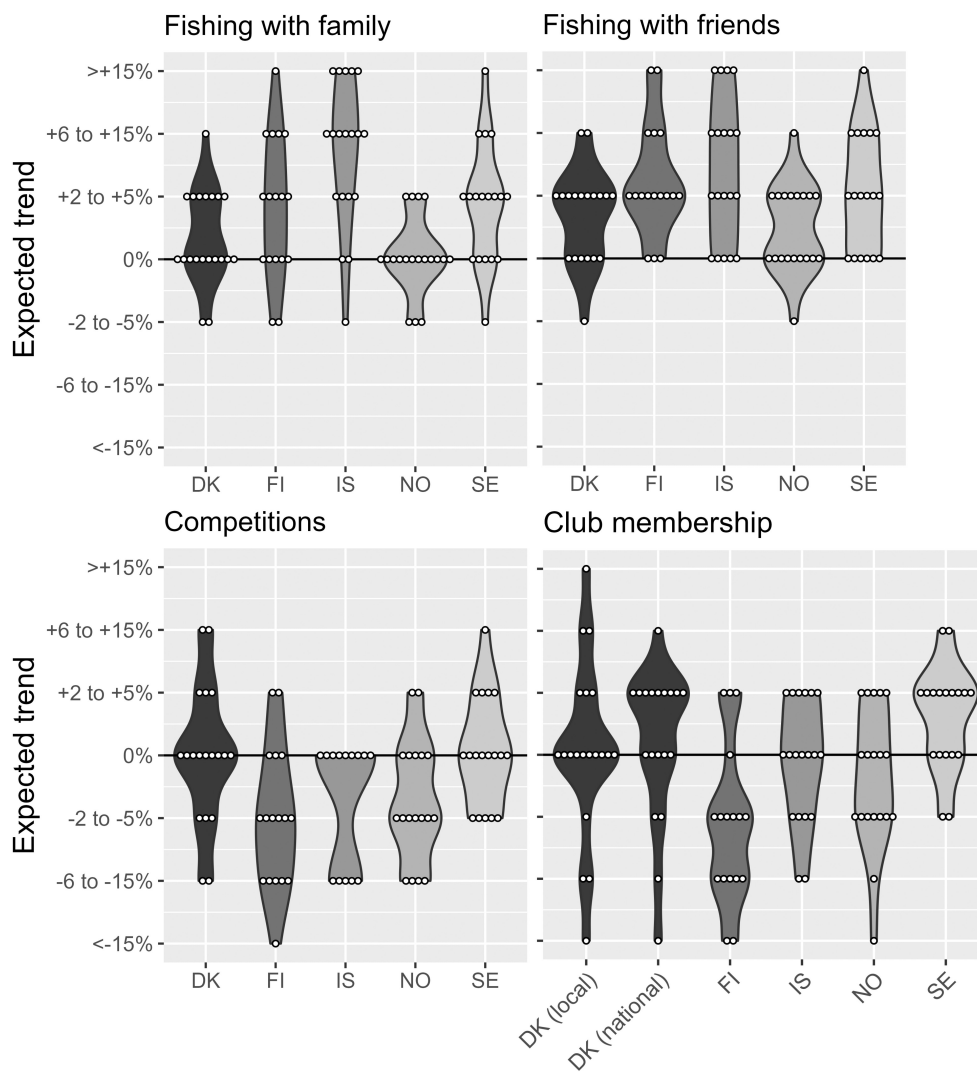 Fishing with family
Fishing with friends
Expected trend
>+15%
+6 to +15%
+2 to +5%
0%
-2 to -5%
-6 to -15%
<-15%
DK FI IS NO SE
DK FI IS NO SE
Competitions
Club membership
Expected trend
>+15%
+6 to +15%
+2 to +5%
0%
-2 to -5%
-6 to -15%
<-15%
DK FI IS NO SE
DK (local) DK (national) FI IS NO SE